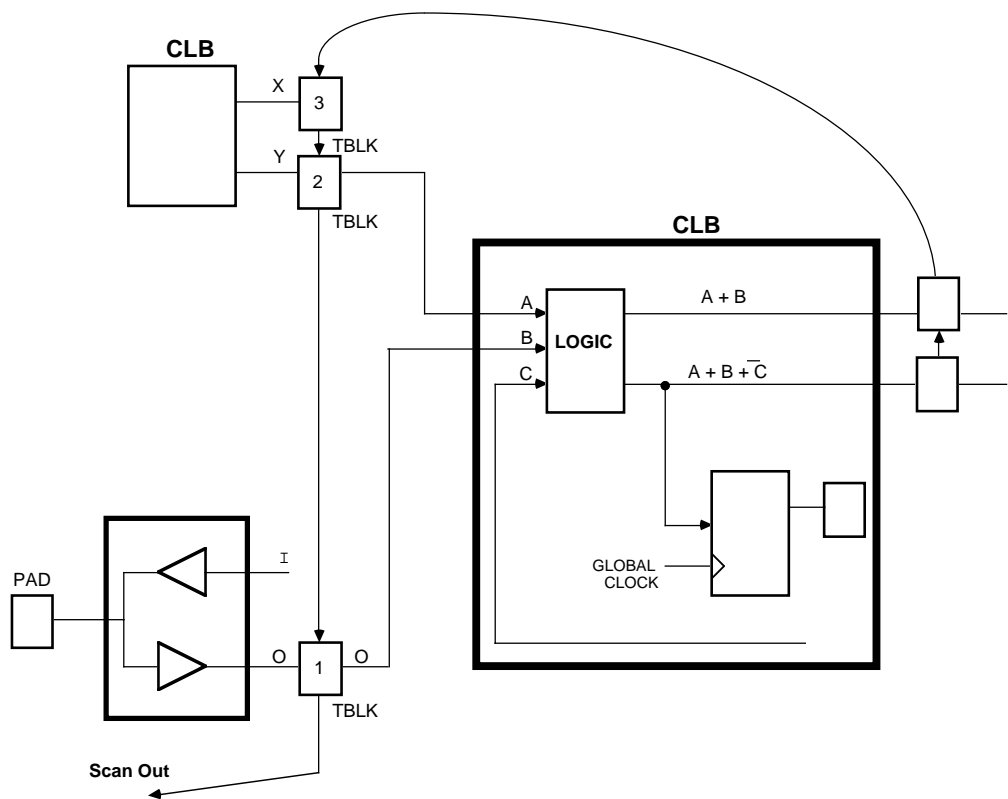 CLB
X
3
TBLK
Y
2
TBLK
CLB
A
A + B
B
LOGIC
C
A + B + C̅
GLOBAL
CLOCK
I
PAD
O
1
O
TBLK
Scan Out